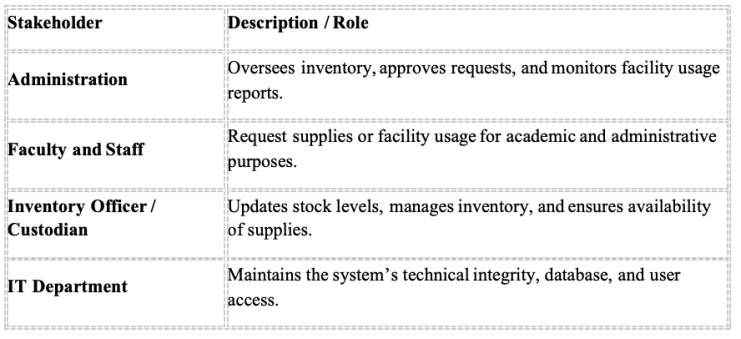 Stakeholder
Description / Role
Administration
Oversees inventory, approves requests, and monitors facility usage
reports.
Faculty and Staff
Request supplies or facility usage for academic and administrative
purposes.
Inventory Officer /
Custodian
Updates stock levels, manages inventory, and ensures availability
of supplies.
IT Department
Maintains the system’s technical integrity, database, and user
access.